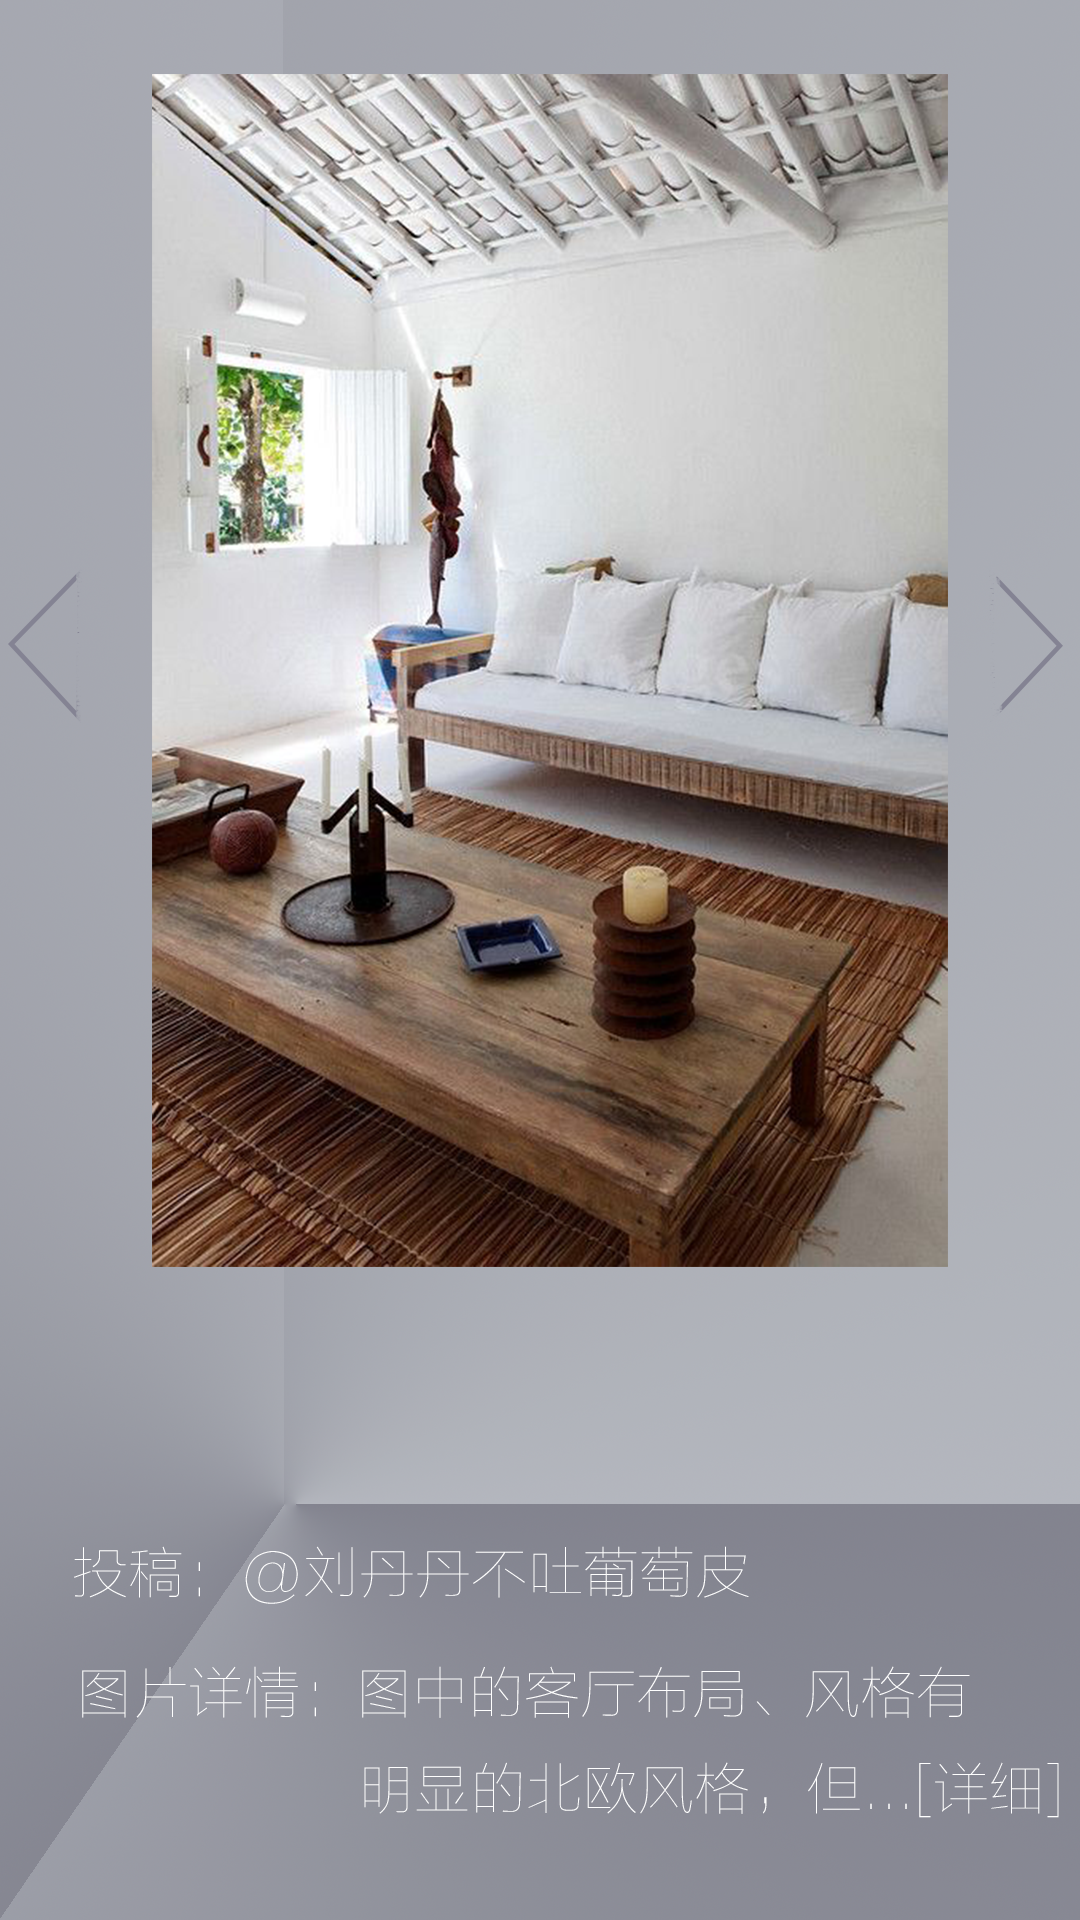 投稿：@刘丹丹不吐葡萄皮
图片详情：图中的客厅布局、风格有
明显的北欧风格，但...[详细]